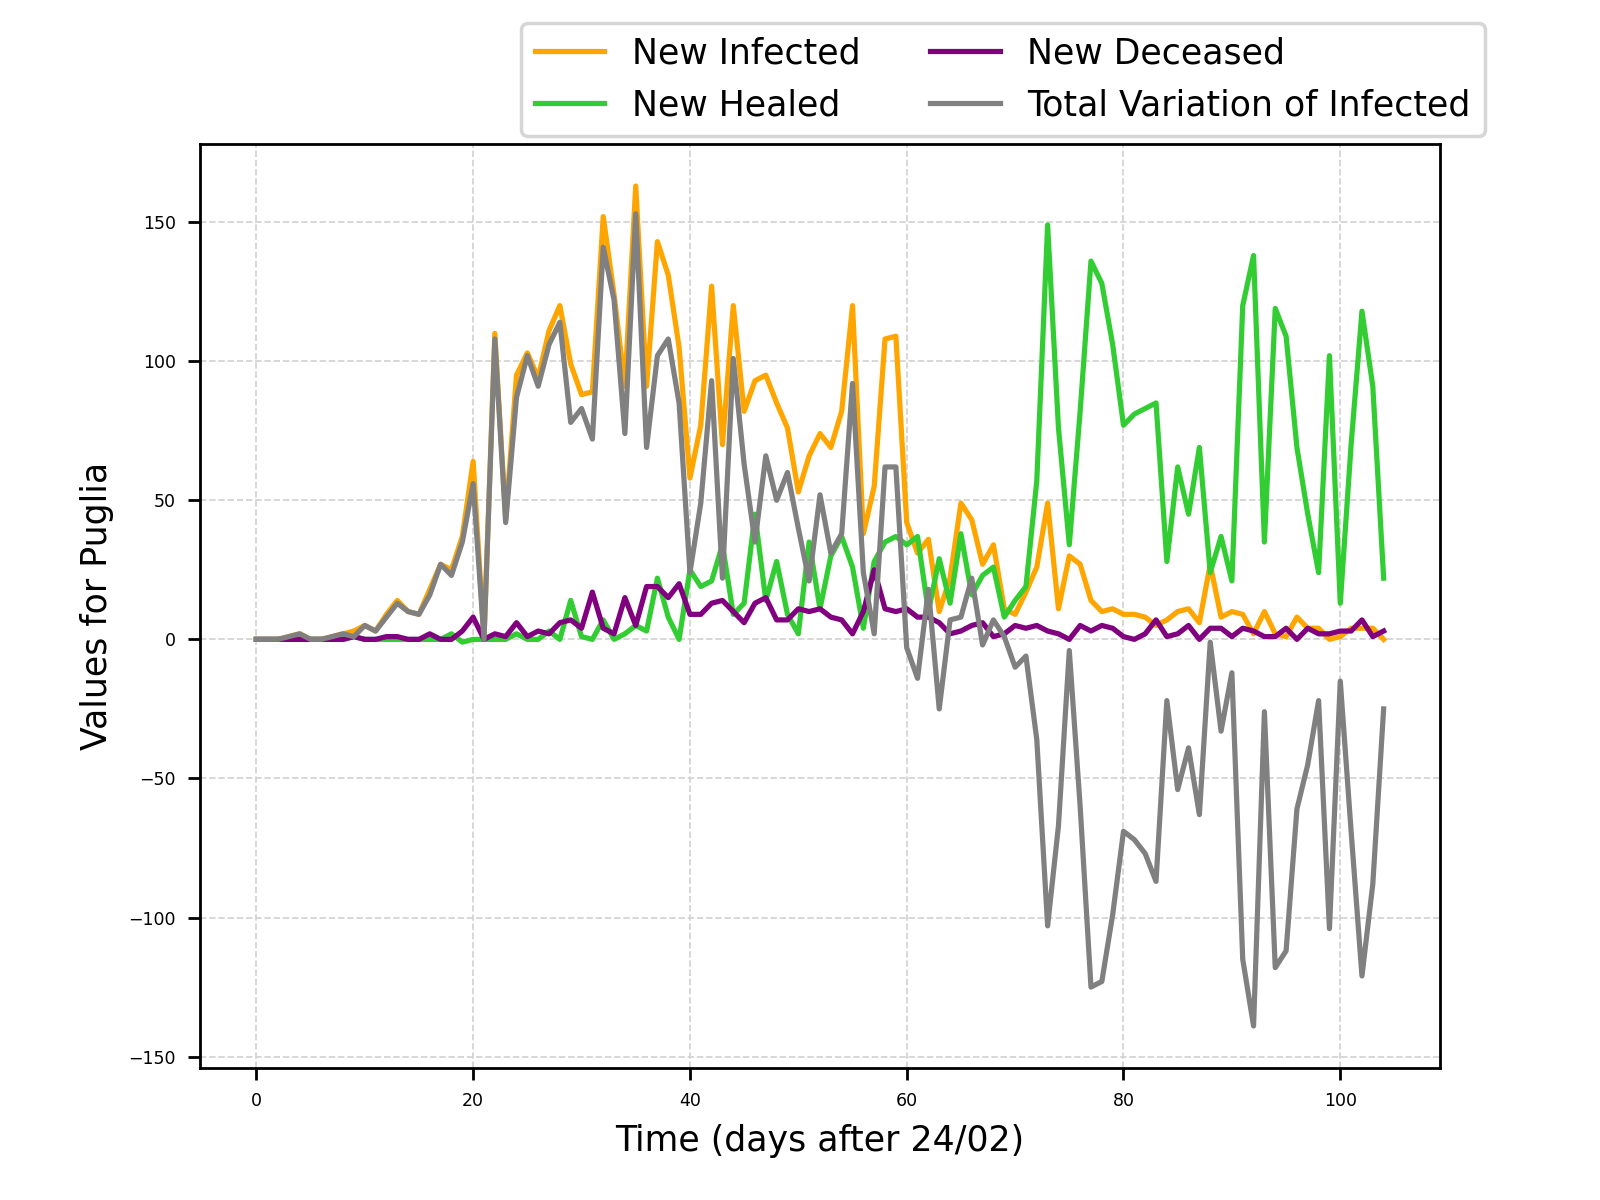 New Infected
New Healed
New Deceased
Total Variation of Infected
Values for Puglia
150
100
50
0
−50
−100
−150
0 20 40 60 80 100
Time (days after 24/02)